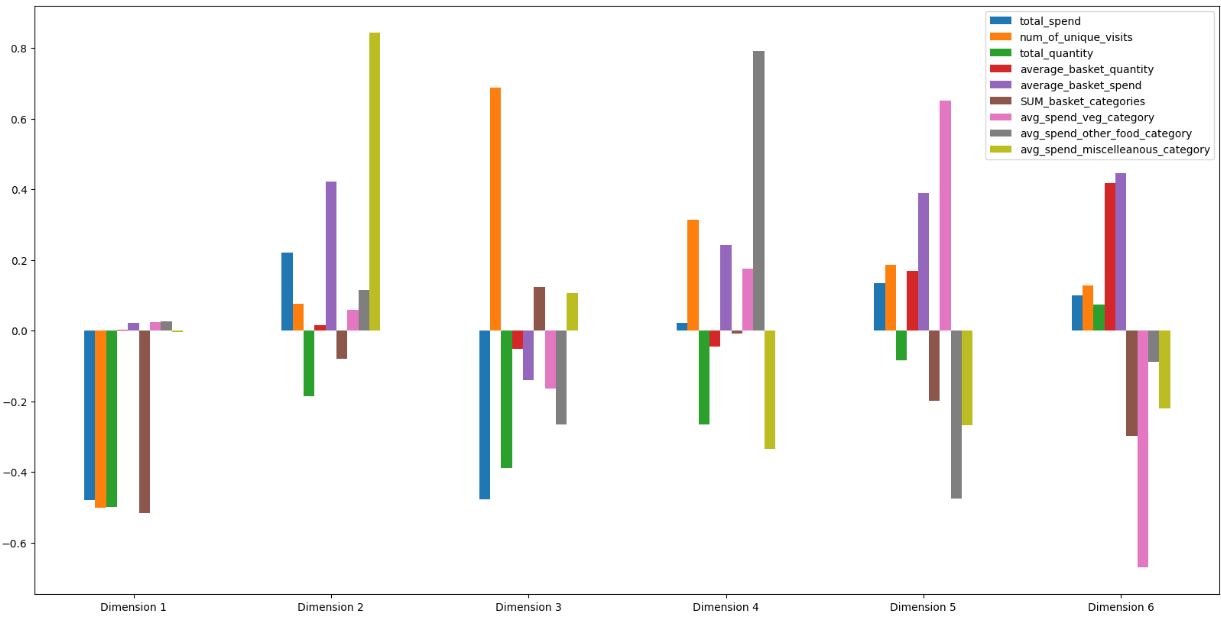 total_spend
num_of_unique_visits
total_quantity
average_basket_quantity
average_basket_spend
SUM_basket_categories
avg_spend_veg_category
avg_spend_other_food_category
avg_spend_miscelleanous_category
0.8
0.6
0.4
0.2
0.0
−0.2
−0.4
−0.6
Dimension 1 Dimension 2 Dimension 3 Dimension 4 Dimension 5 Dimension 6